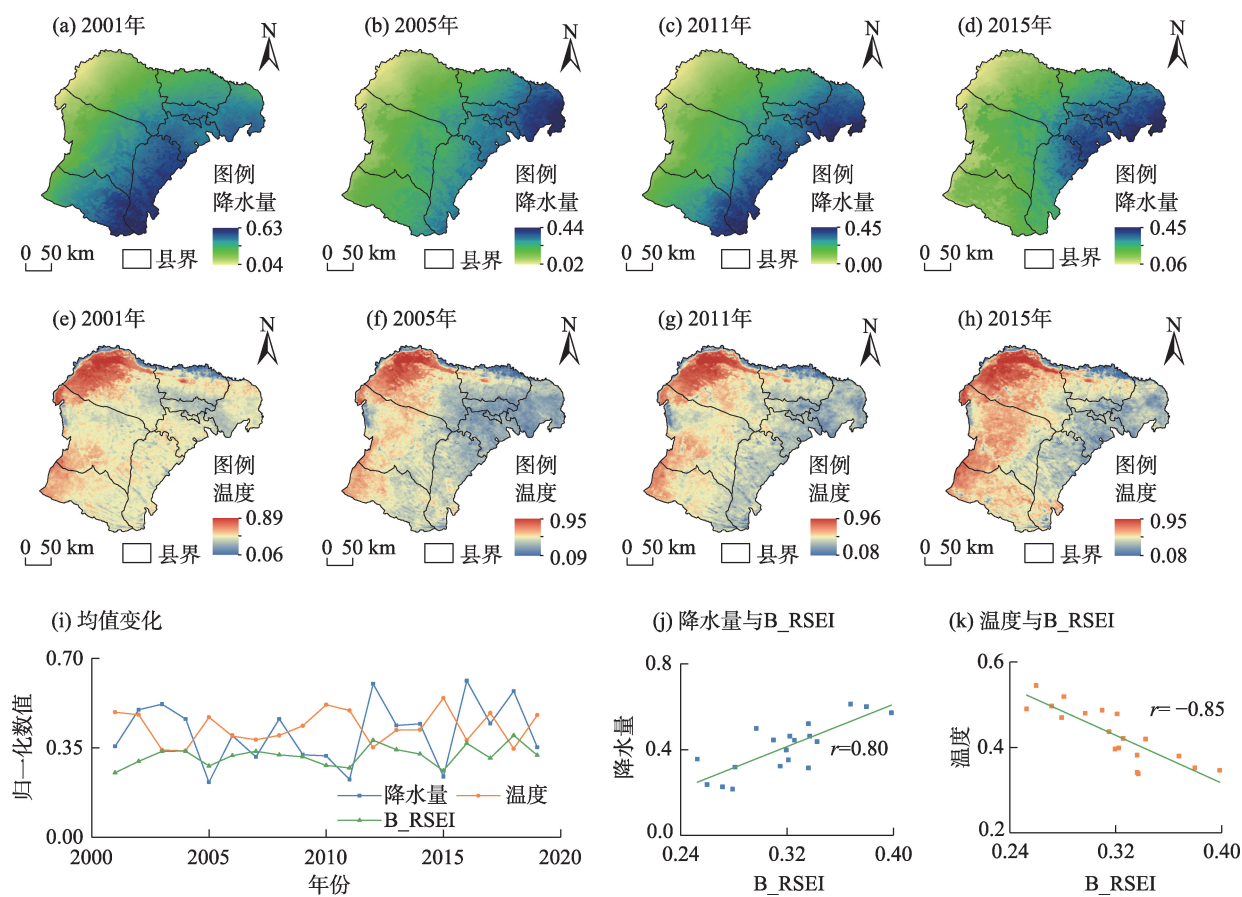 (a) 2001年
N
图例
降水量
0.63
0.04
0 50 km
县界
(b) 2005年
N
图例
降水量
0.44
0.02
0 50 km
县界
(c) 2011年
N
图例
降水量
0.45
0.00
0 50 km
县界
(d) 2015年
N
图例
降水量
0.45
0.06
0 50 km
县界
(e) 2001年
N
图例
温度
0.89
0.06
0 50 km
县界
(f) 2005年
N
图例
温度
0.95
0.09
0 50 km
县界
(g) 2011年
N
图例
温度
0.96
0.08
0 50 km
县界
(h) 2015年
N
图例
温度
0.95
0.08
0 50 km
县界
(i) 均值变化
0.70
0.35
0.00
归一化数值
降水量
温度
B_RSEI
2000 2005 2010 2015 2020
年份
(j) 降水量与B_RSEI
0.8
0.4
0.0
降水量
r=0.80
0.24 0.32 0.40
B_RSEI
(k) 温度与B_RSEI
0.6
0.4
0.2
温度
r= −0.85
0.24 0.32 0.40
B_RSEI